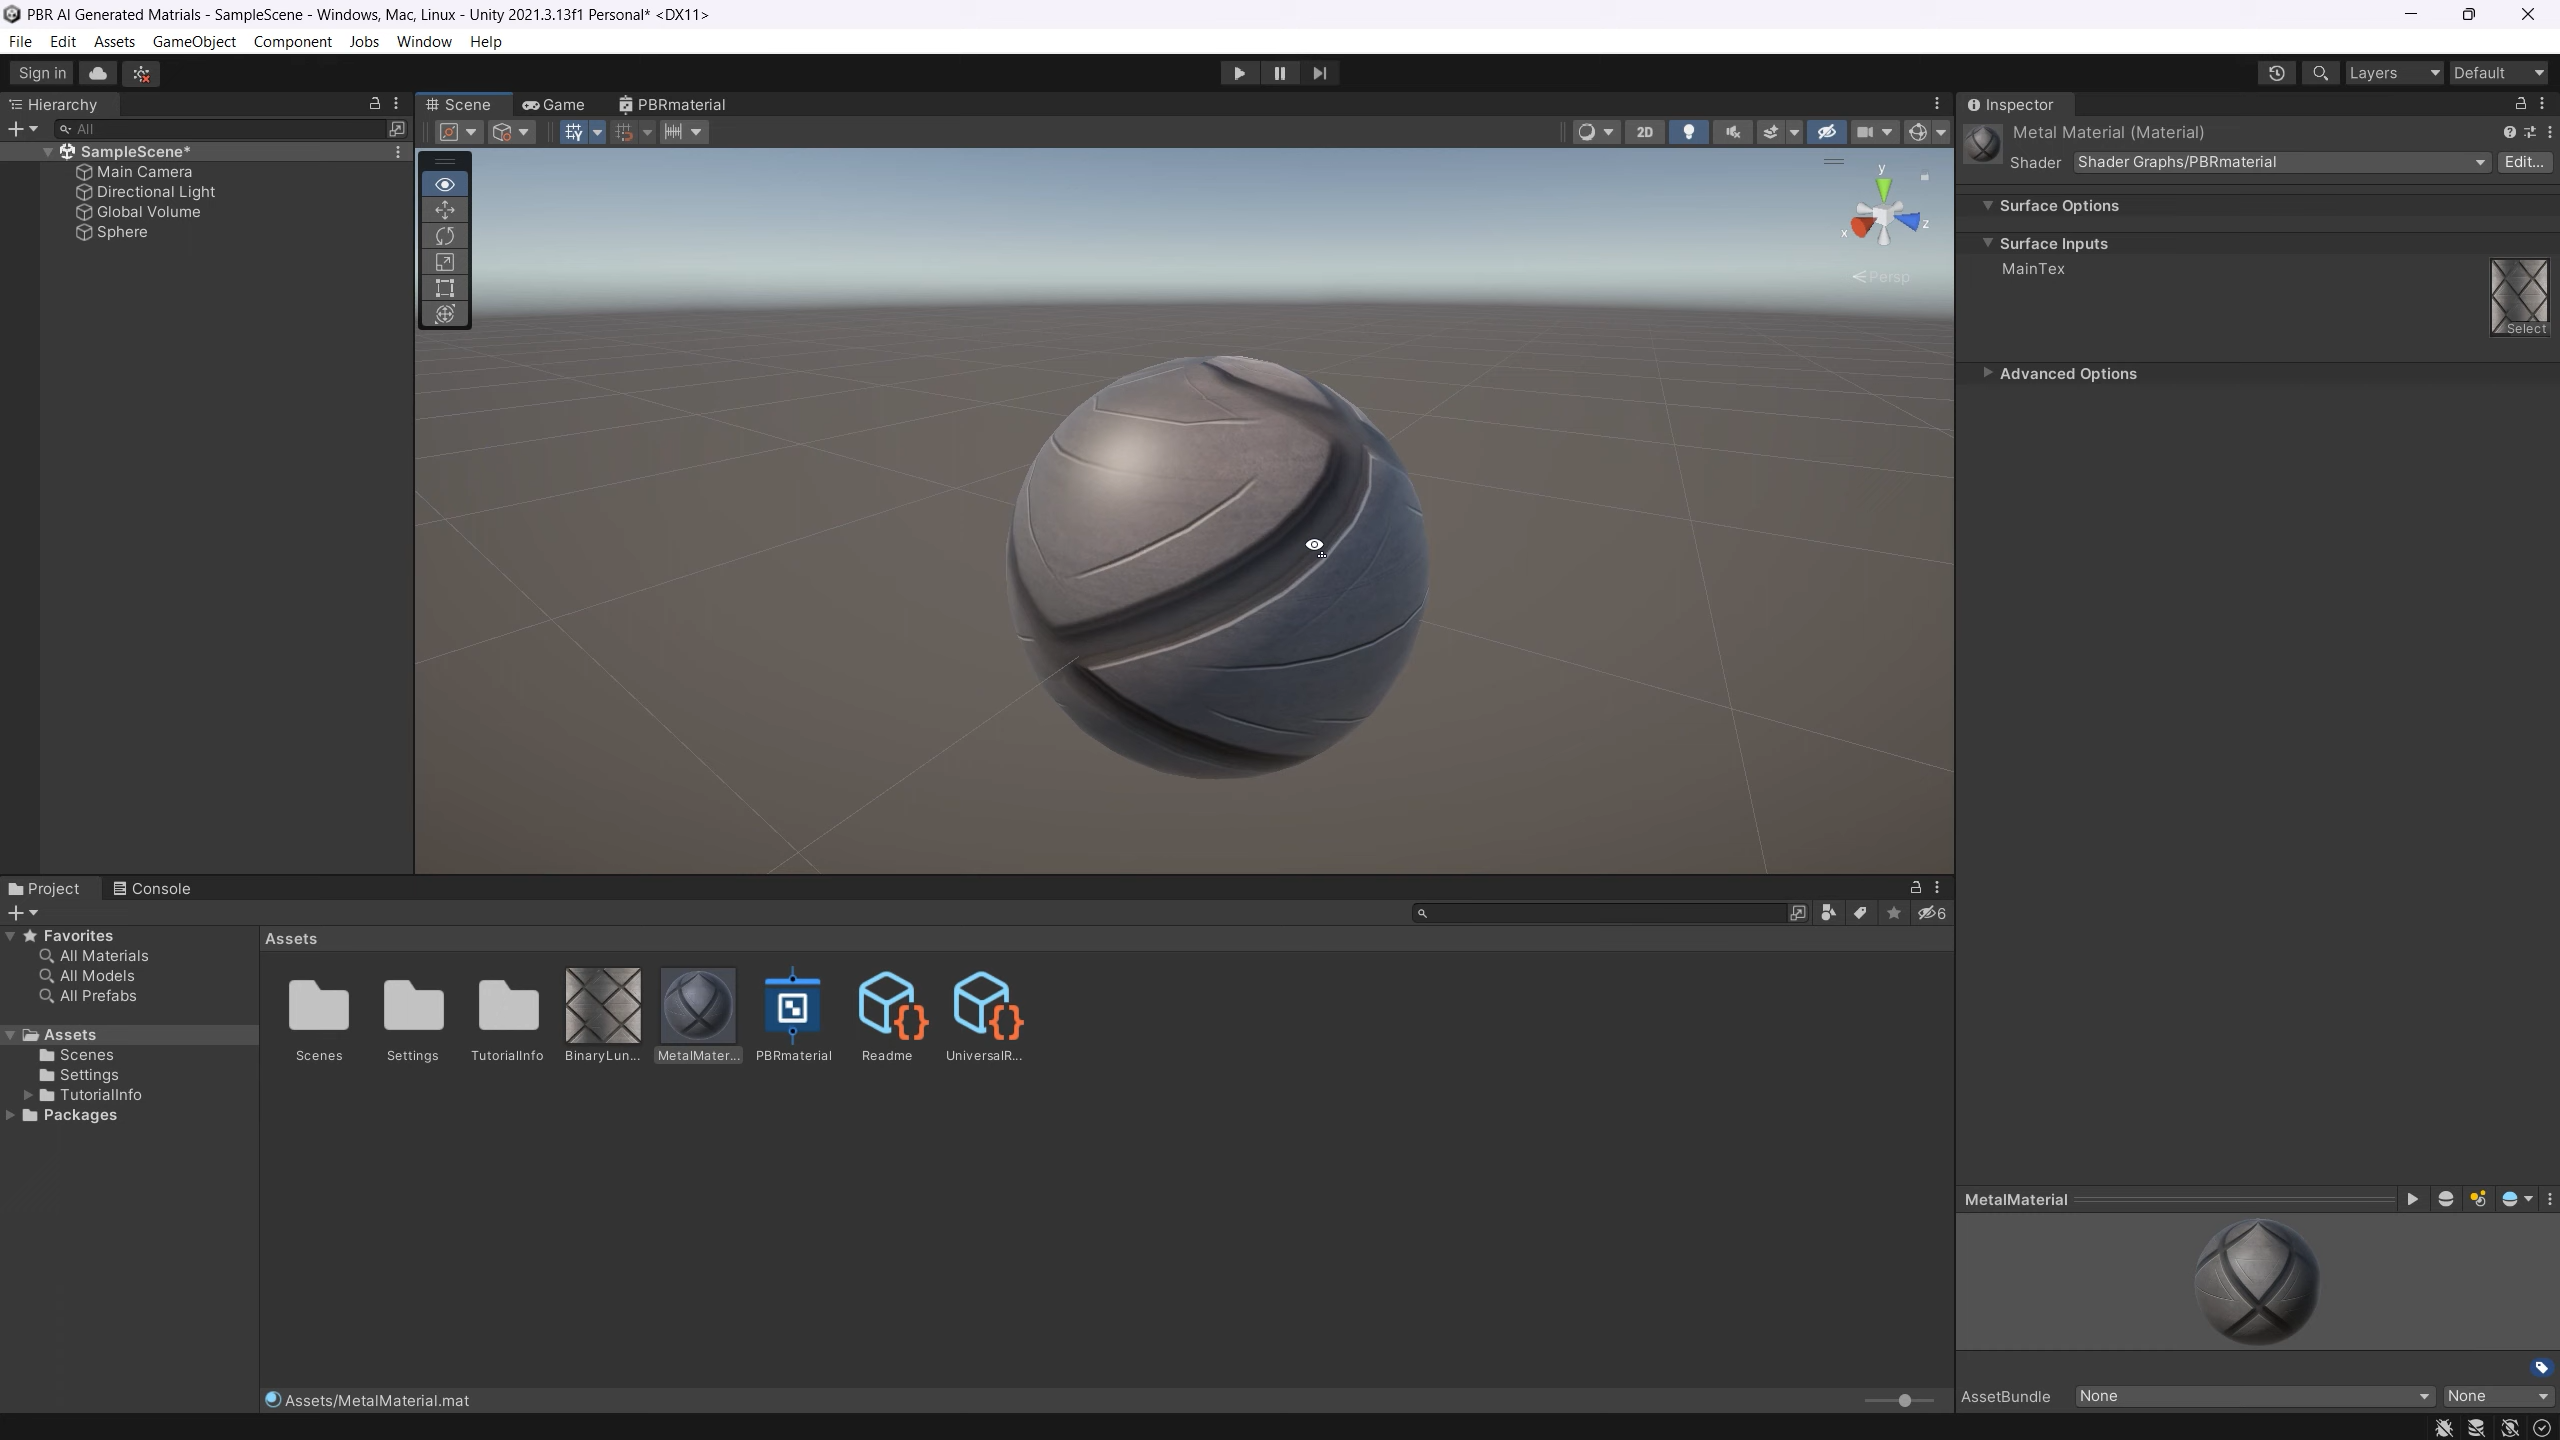 PBR AI Generated Matrials - SampleScene - Windows, Mac, Linux - Unity 2021.3.13f1 Personal* <DX11>
File Edit Assets GameObject Component Jobs Window Help
Sign in
Layers
Default
Hierarchy
Scene
Game
PBRmaterial
Inspector
All
2D
Metal Material (Material)
Shader
Shader Graphs/PBRmaterial
Edit...
SampleScene*
Main Camera
Directional Light
Global Volume
Sphere
y
x
z
Persp
Surface Options
Surface Inputs
MainTex
Select
Advanced Options
Project
Console
6
Favorites
All Materials
All Models
All Prefabs
Assets
Scenes
Settings
TutorialInfo
Packages
Assets
Scenes
Settings
TutorialInfo
BinaryLun...
MetalMater...
PBRmaterial
Readme
UniversalR...
Assets/MetalMaterial.mat
MetalMaterial
AssetBundle
None
None